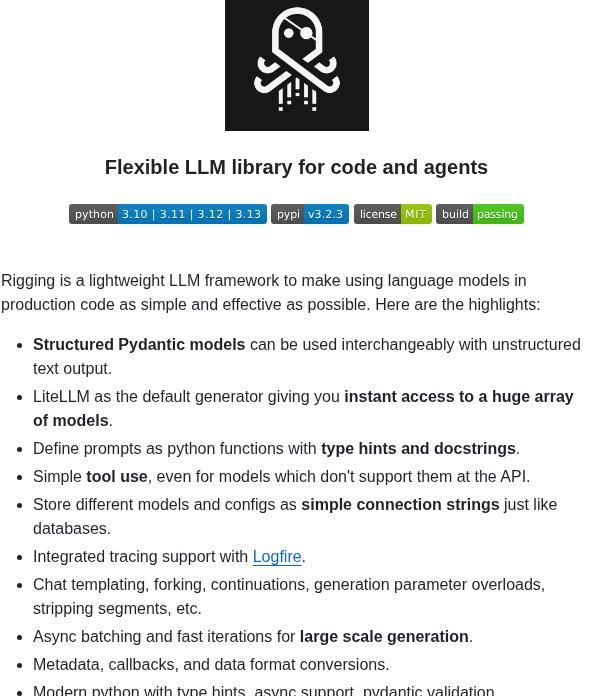 Flexible LLM library for code and agents
python 3.10 | 3.11 | 3.12 | 3.13 pypi v3.2.3 license MIT build passing
Rigging is a lightweight LLM framework to make using language models in
production code as simple and effective as possible. Here are the highlights:
• Structured Pydantic models can be used interchangeably with unstructured
text output.
• LiteLLM as the default generator giving you instant access to a huge array
of models.
• Define prompts as python functions with type hints and docstrings.
• Simple tool use, even for models which don't support them at the API.
• Store different models and configs as simple connection strings just like
databases.
• Integrated tracing support with Logfire.
• Chat templating, forking, continuations, generation parameter overloads,
stripping segments, etc.
• Async batching and fast iterations for large scale generation.
• Metadata, callbacks, and data format conversions.
• Modern python with type hints, async support, pydantic validation